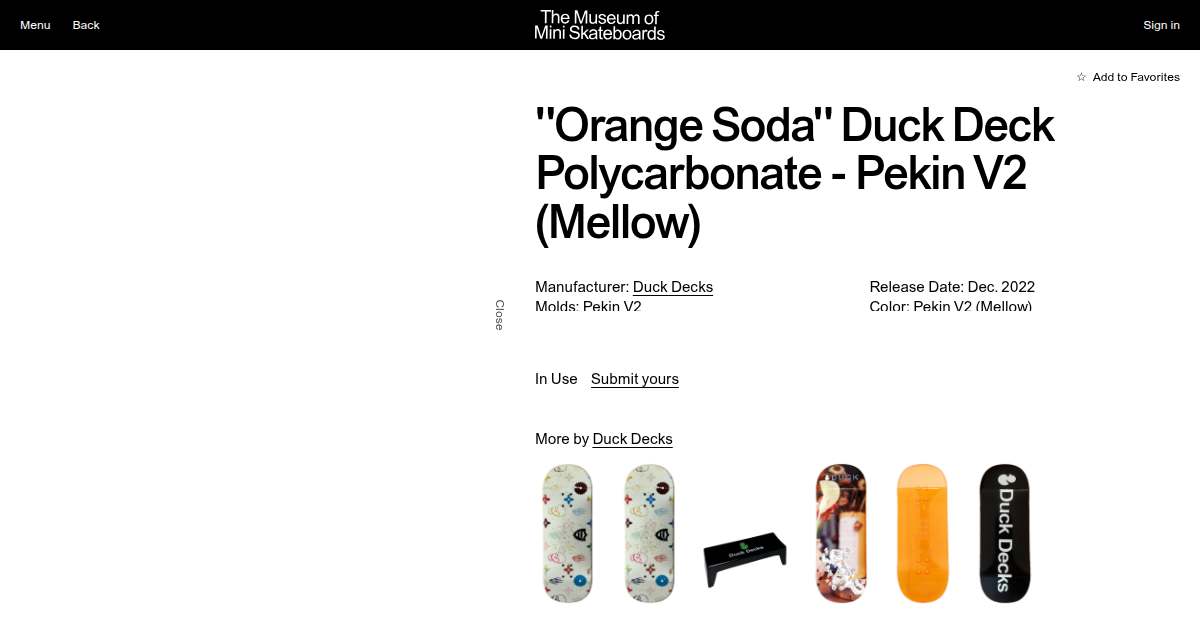 Menu
Back
The Museum of
Mini Skateboards
Sign in
☆ Add to Favorites
"Orange Soda" Duck Deck
Polycarbonate - Pekin V2
(Mellow)
Manufacturer: Duck Decks
Release Date: Dec. 2022
Molds: Pekin V2
Color: Pekin V2 (Mellow)
Close
In Use
Submit yours
More by Duck Decks
Duck Decks
DUCK
Duck Decks